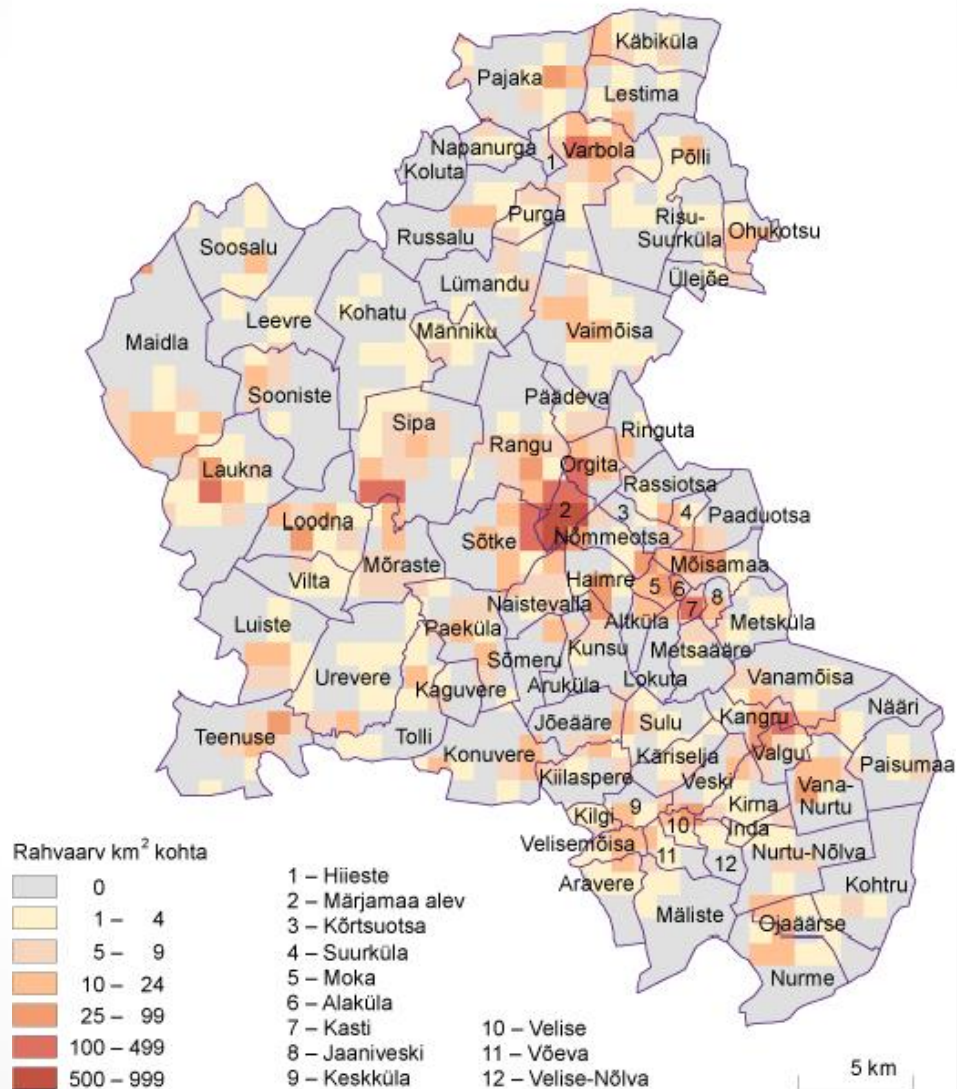 Käbiküla
Pajaka
Lestima
Napanurga
Varbola
Põlli
1
Koluta
Purga
Risu-
Suurküla
Ohukotsu
Russalu
Soosalu
Lümandu
Ülejõe
Leevre
Kohatu
Männiku
Vaimõisa
Maidla
Sooniste
Päädeva
Sipa
Rangu
Ringuta
Orgita
Laukna
Rassiotsa
Loodna
2
3
4
Paaduotsa
Sõtke
Nõmmeotsa
Mõraste
Mõisamaa
Vilta
Haimre
5
6
8
7
Naistevalla
Altküla
Metsküla
Luiste
Paeküla
Kunsu
Metsaääre
Sõmeru
Urevere
Kaguvere
Aruküla
Lokuta
Vanamõisa
Nääri
Teenuse
Tolli
Jõeääre
Sulu
Kangru
Konuvere
Käriselja
Valgu
Paisumaa
Kiilaspere
Veski
Vana-
Nurtu
Kilgi
9
Kirna
10
Inda
Velisemõisa
11
12
Nurtu-Nõlva
Aravere
Kohtru
Mäliste
Ojaäärse
Nurme
Rahvaarv km² kohta
0
1 – 4
5 – 9
10 – 24
25 – 99
100 – 499
500 – 999
1 – Hiieste
2 – Märjamaa alev
3 – Kõrtsuotsa
4 – Suurküla
5 – Moka
6 – Alaküla
7 – Kasti
8 – Jaaniveski
9 – Keskküla
10 – Velise
11 – Võeva
12 – Velise-Nõlva
5 km